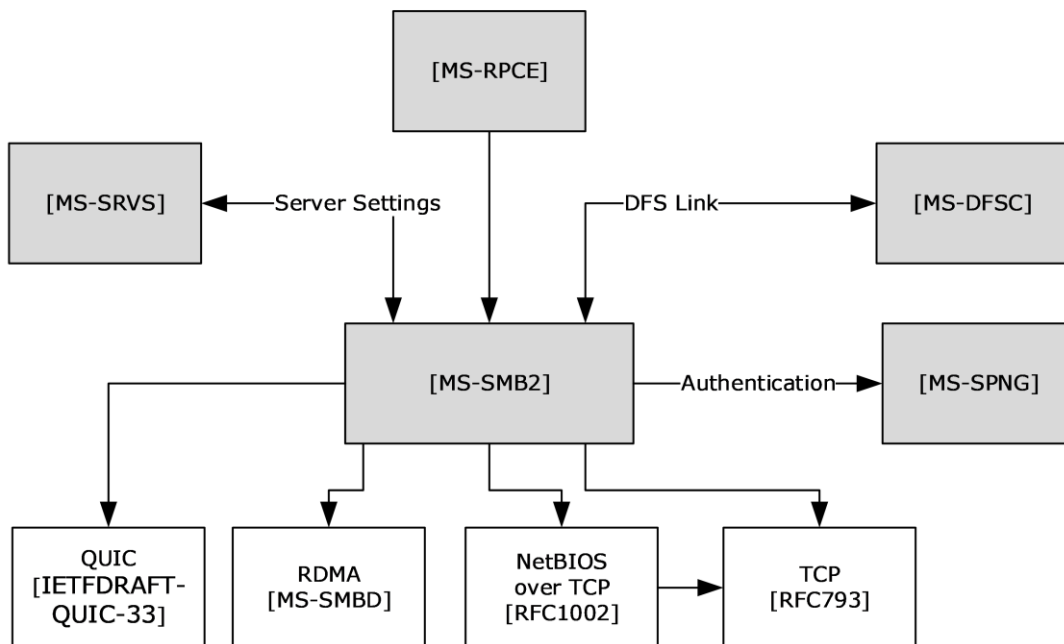 [MS-RPCE]
[MS-SRVS]
Server Settings
DFS Link
[MS-DFSC]
[MS-SMB2]
Authentication
[MS-SPNG]
QUIC
[IETFDRAFT-
QUIC-33]
RDMA
[MS-SMBD]
NetBIOS
over TCP
[RFC1002]
TCP
[RFC793]